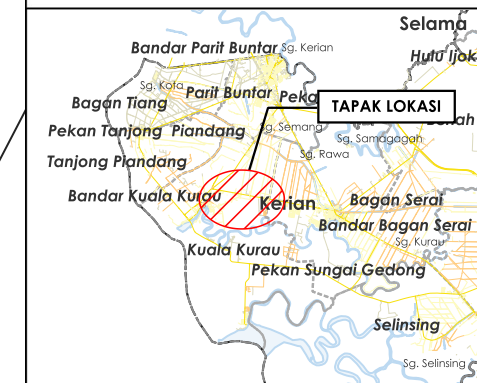 Selama
Bandar Parit Buntar
Sg. Kerian
Hulu Ijok
Sg. Kota
Parit Buntar
Peka
TAPAK LOKASI
Bagan Tiang
Pekan Tanjong Piandang
Sg. Semang
Sg. Samagagah
Sg. Rawa
Tanjong Piandang
Bandar Kuala Kurau
Kerian
Bagan Serai
Bandar Bagan Serai
Sg. Kurau
Kuala Kurau
Pekan Sungai Gedong
Selinsing
Sg. Selinsing